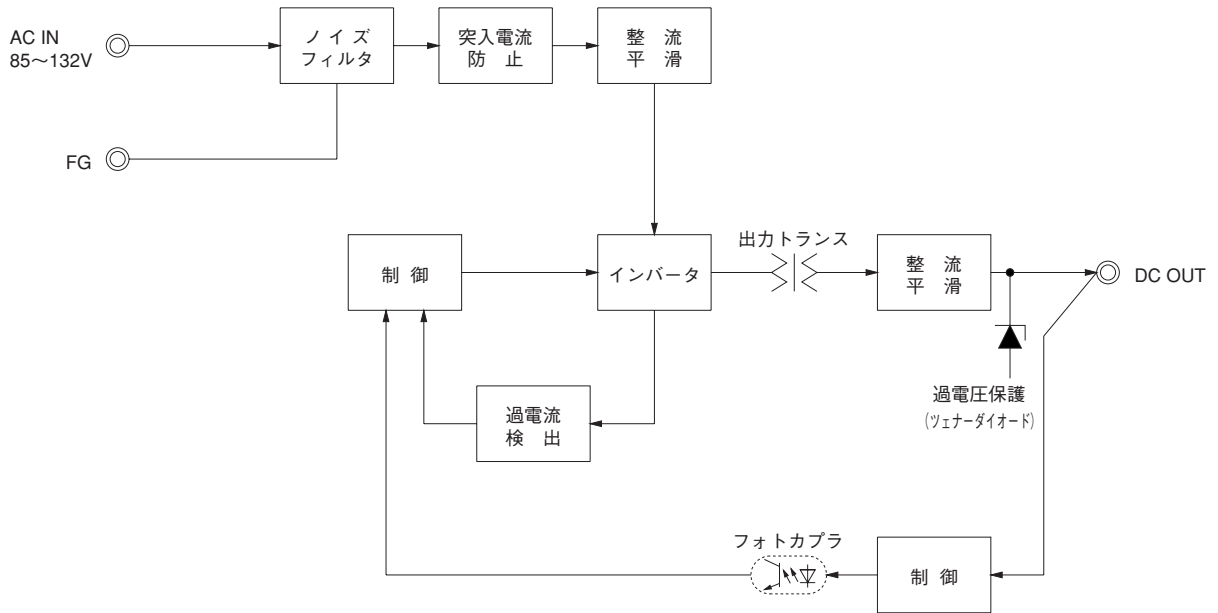 AC IN
85〜132V
ノイズ
フィルタ
突入電流
防 止
整 流
平 滑
FG
制 御
インバータ
出力トランス
整 流
平 滑
DC OUT
過電流
検 出
過電圧保護
(ツェナーダイオード)
フォトカプラ
制 御